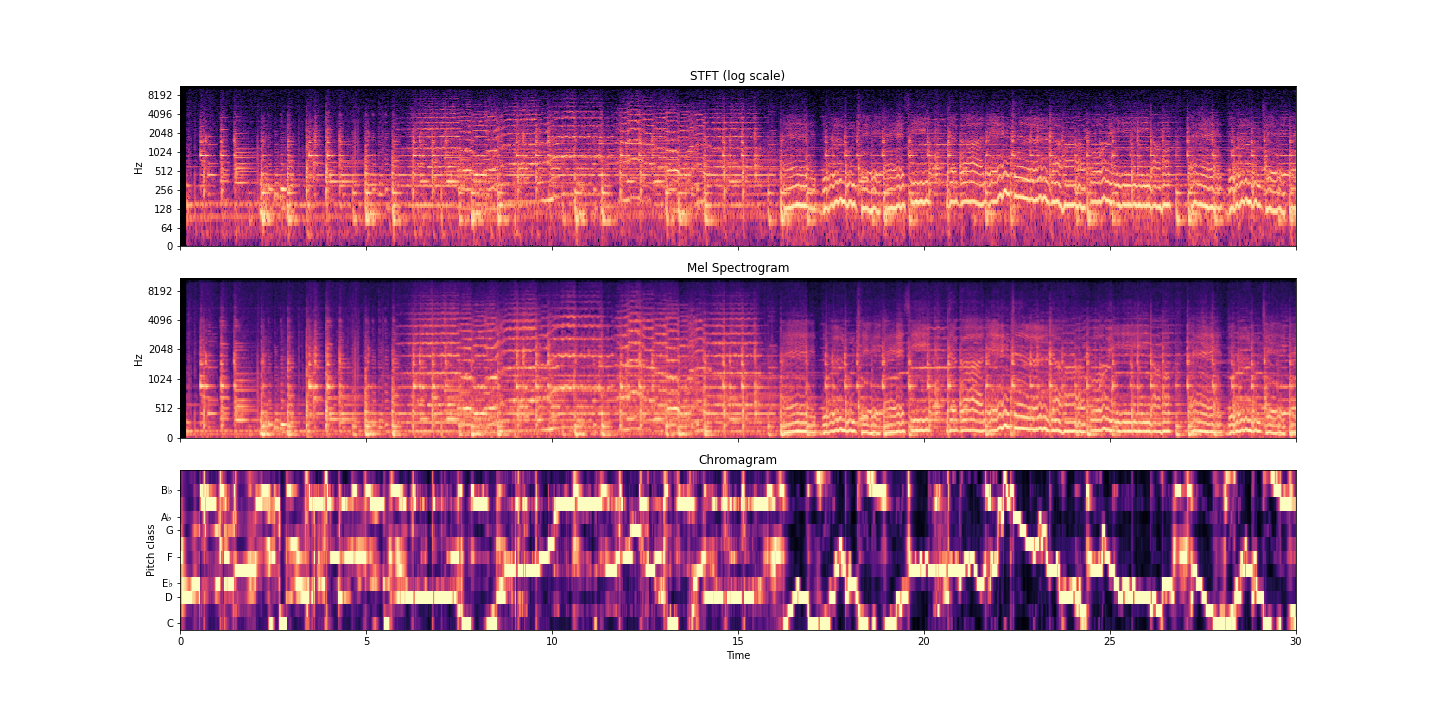 STFT (log scale)
8192
4096
2048
1024
Hz
512
256
128
64
0
Mel Spectrogram
8192
4096
2048
Hz
1024
512
0
Chromagram
B♭
A♭
G
Pitch class
F
E♭
D
C
0 5 10 15 20 25 30
Time